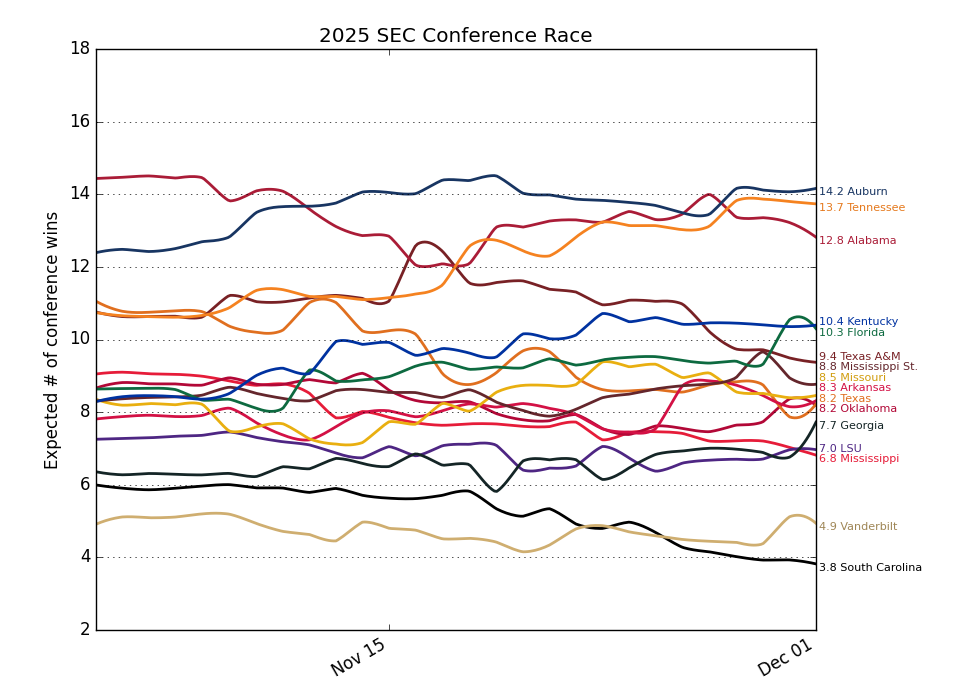 2025 SEC Conference Race
Expected # of conference wins
18
16
14
12
10
8
6
4
2
Nov 15
Dec 01
14.2 Auburn
13.7 Tennessee
12.8 Alabama
10.4 Kentucky
10.3 Florida
9.4 Texas A&M
8.8 Mississippi St.
8.5 Missouri
8.3 Arkansas
8.2 Texas
8.2 Oklahoma
7.7 Georgia
7.0 LSU
6.8 Mississippi
4.9 Vanderbilt
3.8 South Carolina